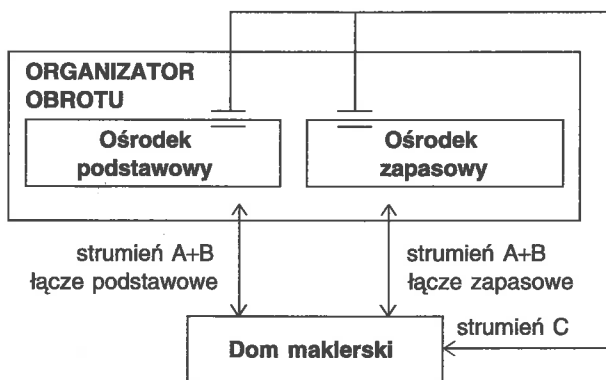 ORGANIZATOR
OBROTU
Ośrodek
podstawowy
Ośrodek
zapasowy
strumień A+B
łącze podstawowe
strumień A+B
łącze zapasowe
strumień C
Dom maklerski